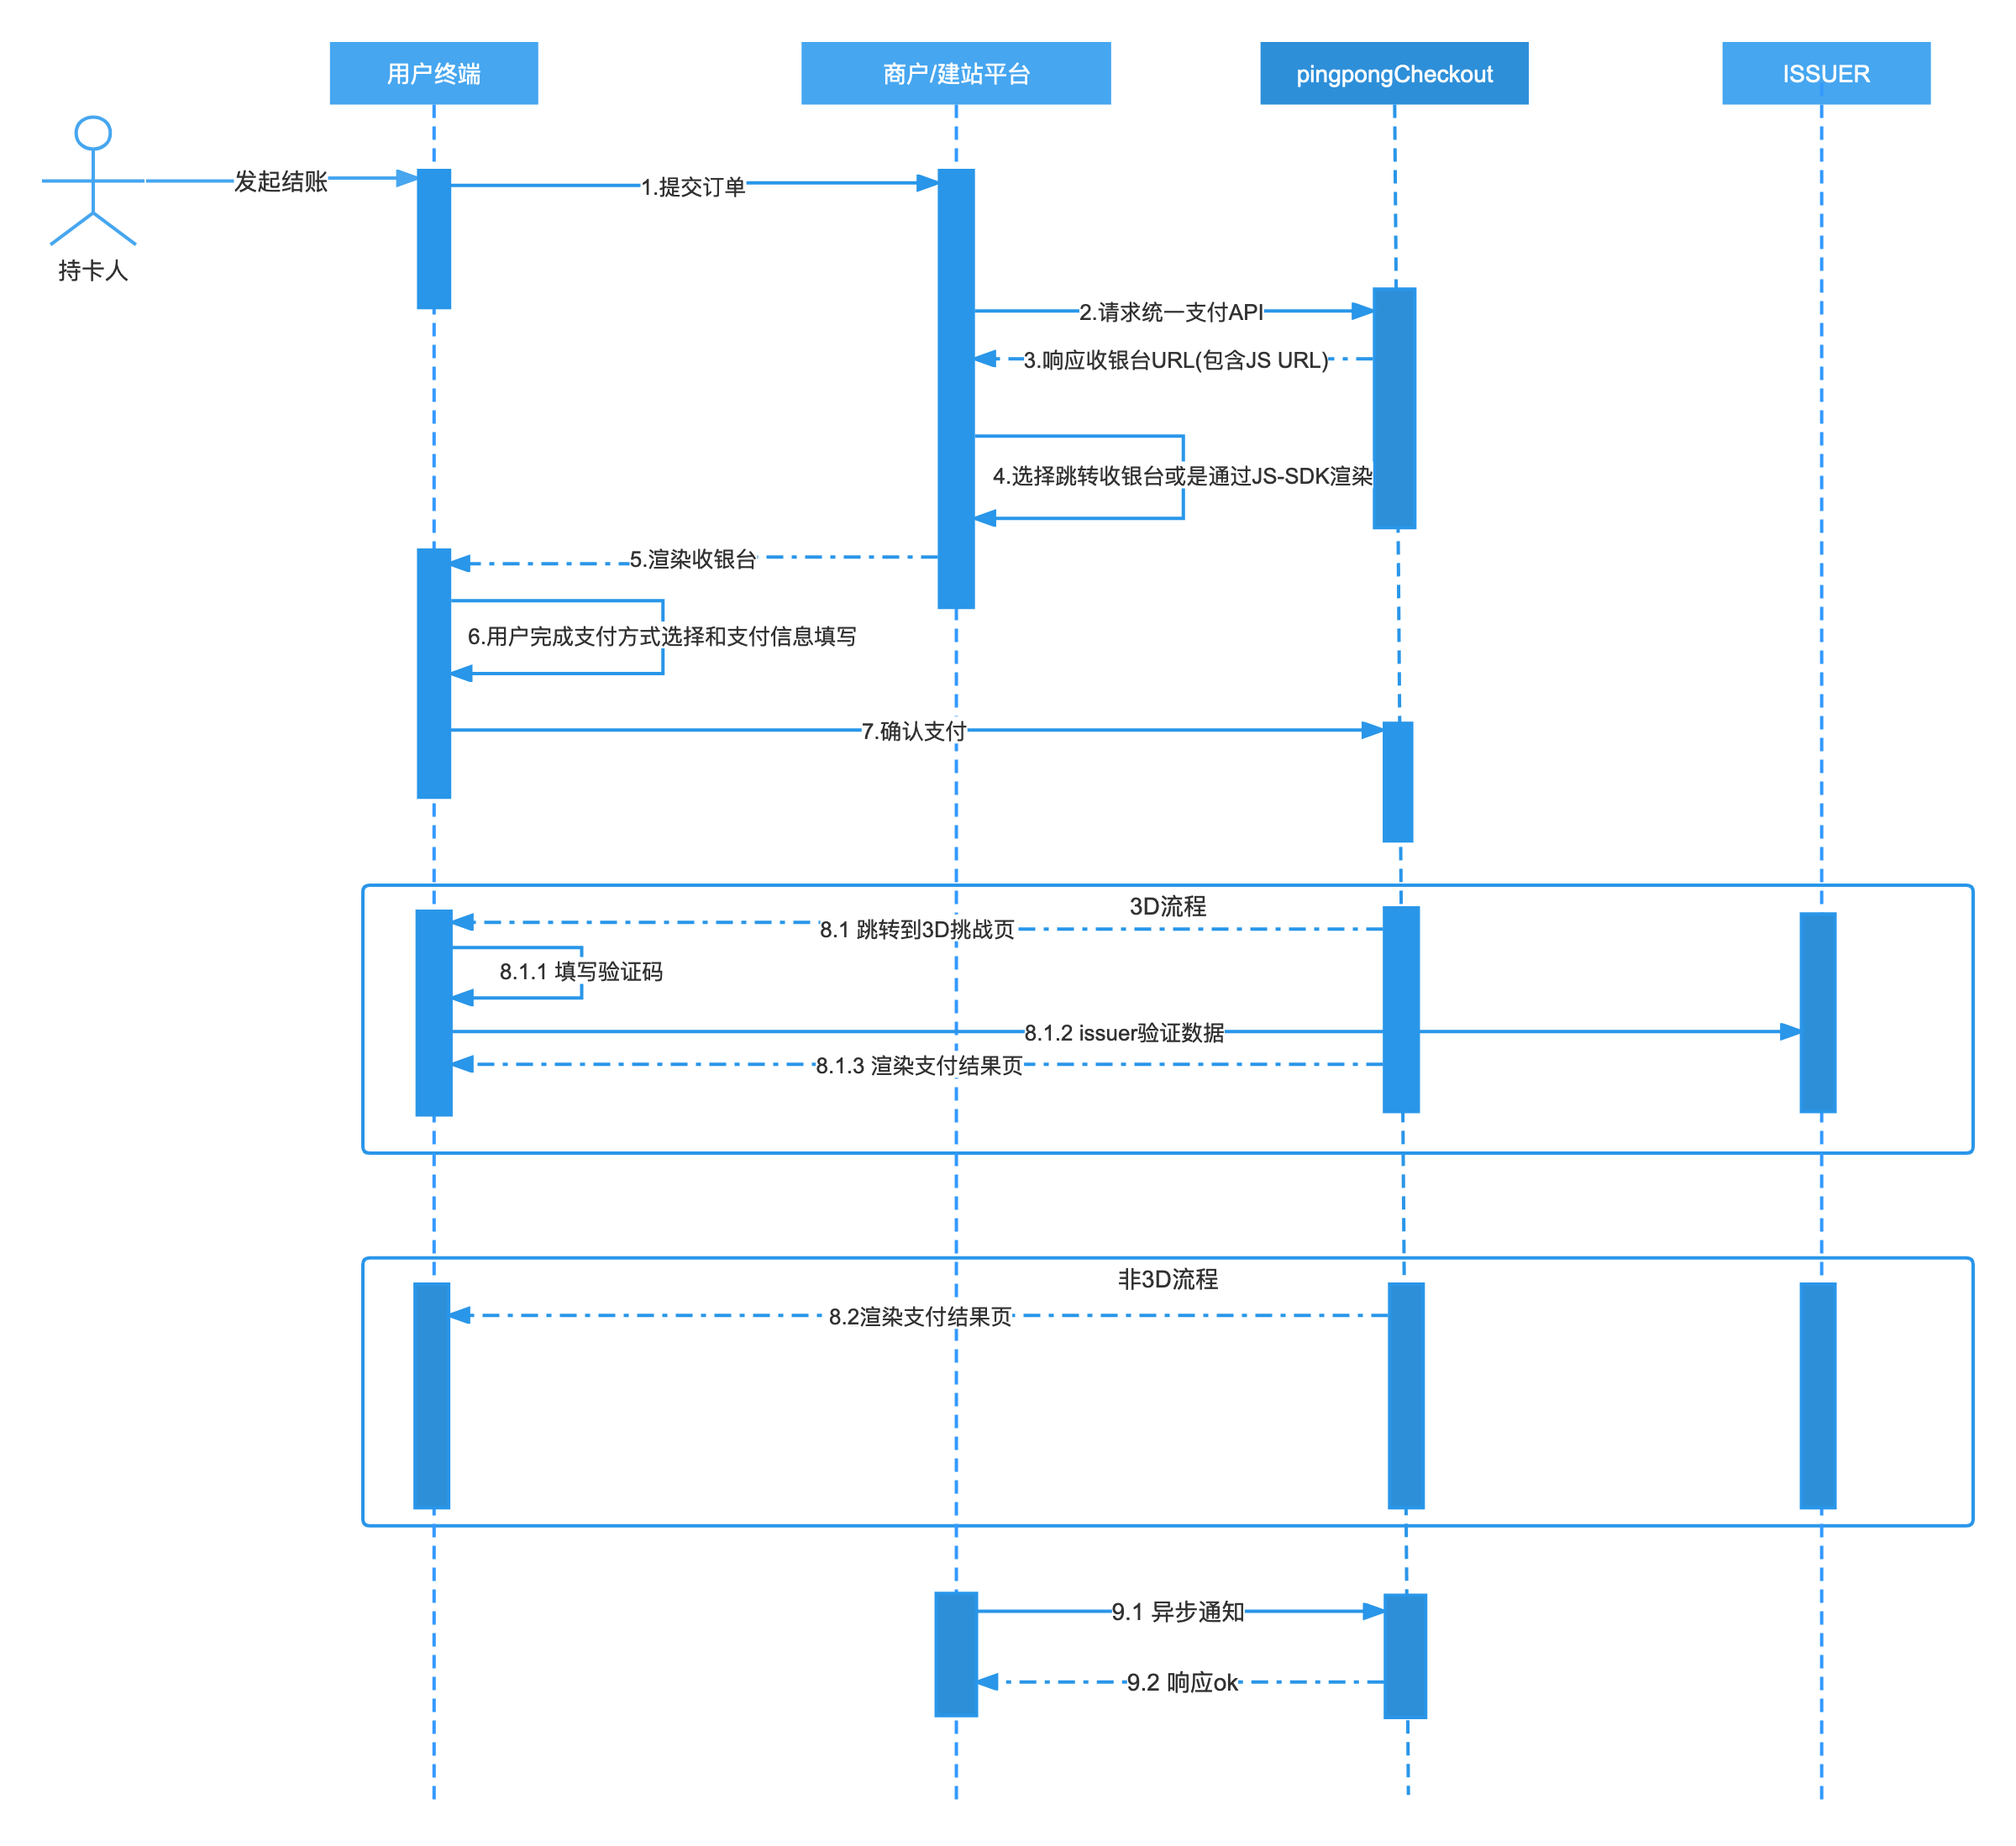 用户终端
商户/建站平台
pingpongCheckout
ISSUER
发起结账
1.提交订单
持卡人
2.请求统一支付API
3.响应收银台URL(包含JS URL)
4.选择跳转收银台或是通过JS-SDK渲染
5.渲染收银台
6.用户完成支付方式选择和支付信息填写
7.确认支付
3D流程
8.1 跳转到3D挑战页
8.1.1 填写验证码
8.1.2 issuer验证数据
8.1.3 渲染支付结果页
非3D流程
8.2渲染支付结果页
9.1 异步通知
9.2 响应ok